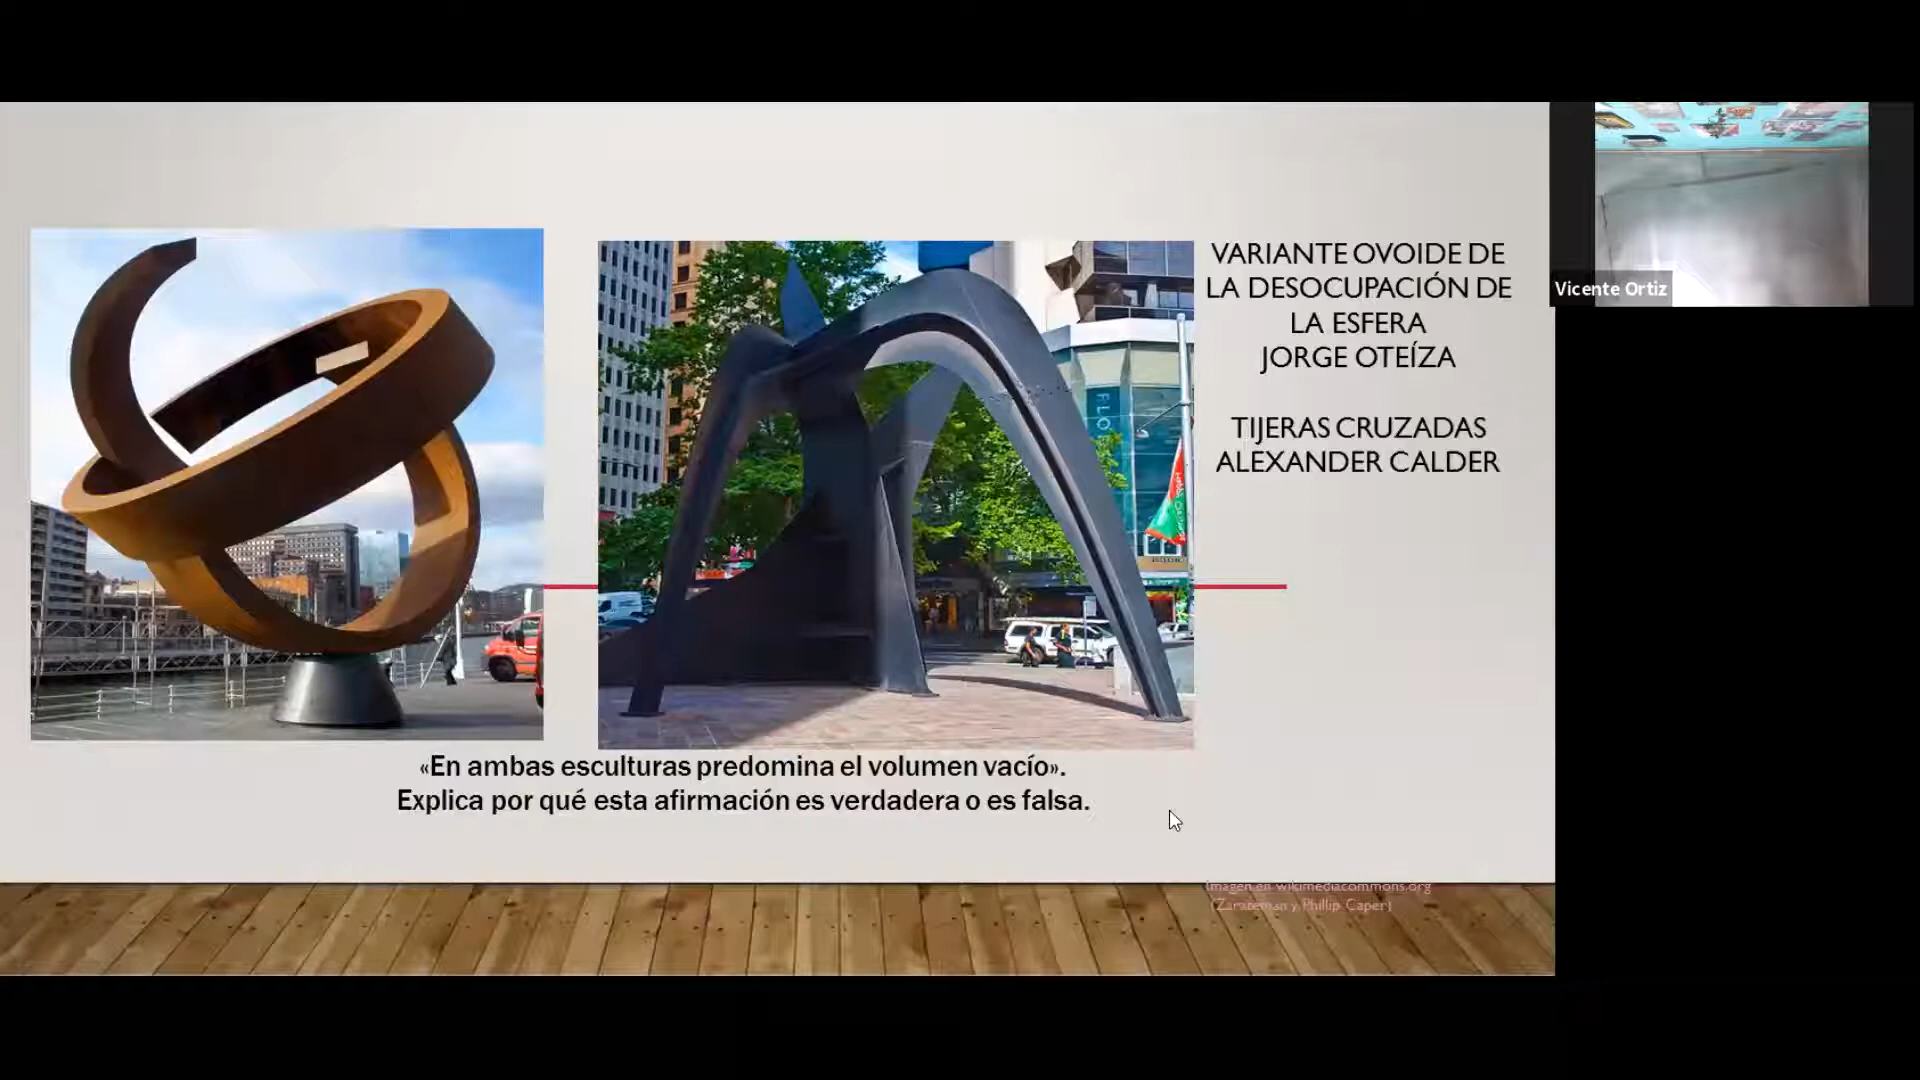 VARIANTE OVOIDE DE
LA DESOCUPACIÓN DE
LA ESFERA
JORGE OTEÍZA
TIJERAS CRUZADAS
ALEXANDER CALDER
Vicente Ortiz
FLO
«En ambas esculturas predomina el volumen vacío».
Explica por qué esta afirmación es verdadera o es falsa.
Imagen en wikimediacommons.org
(Zarateman y Phillip Caper)